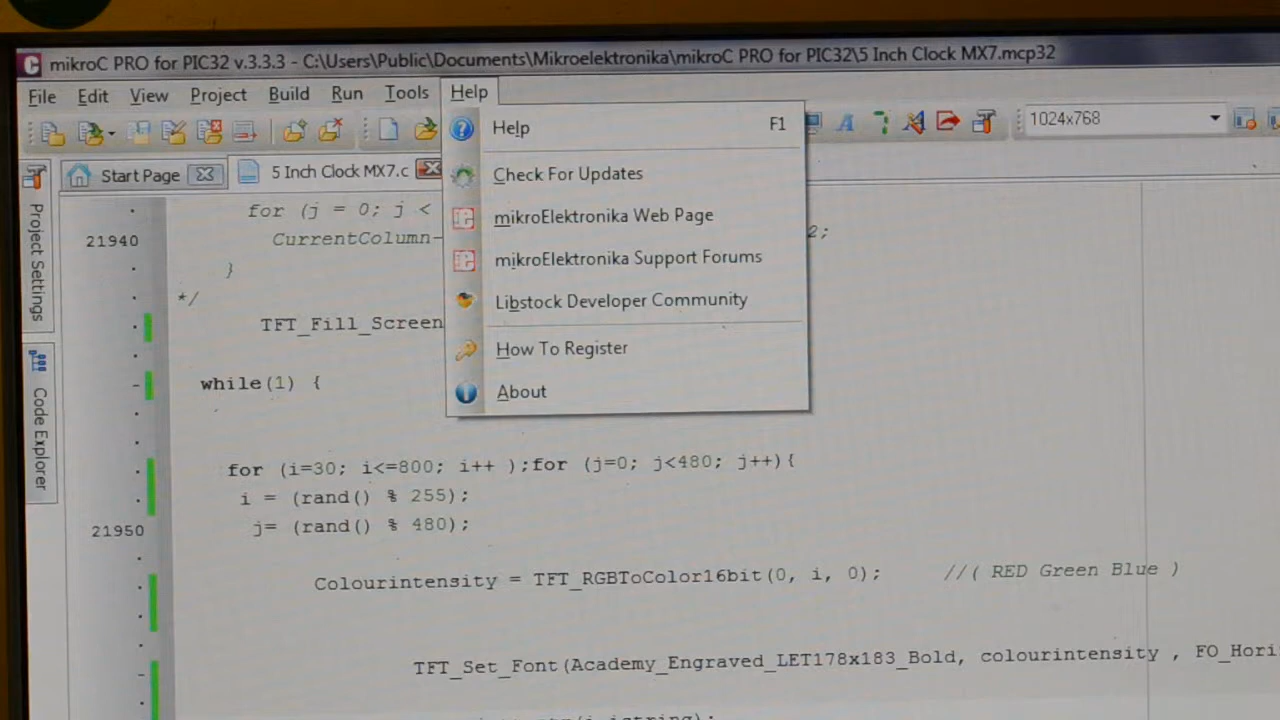 mikroC PRO for PIC32 v.3.3.3 - C:\Users\Public\Documents\Mikroelektronika\mikroC PRO for PIC32\5 Inch Clock MX7.mcp32
File Edit View Project Build Run Tools Help
1024x768
Help F1
Check For Updates
mikroElektronika Web Page
mikroElektronika Support Forums
Libstock Developer Community
How To Register
About
Start Page 5 Inch Clock MX7.c
Project Settings
Code Explorer
for (j = 0; j <
21940 CurrentColumn- 2;
}
*/
TFT_Fill_Screen
while(1) {
for (i=30; i<=800; i++ );for (j=0; j<480; j++){
i = (rand() % 255);
21950 j= (rand() % 480);
Colourintensity = TFT_RGBToColor16bit(0, i, 0); //( RED Green Blue )
TFT_Set_Font(Academy_Engraved_LET178x183_Bold, colourintensity , FO_Hori